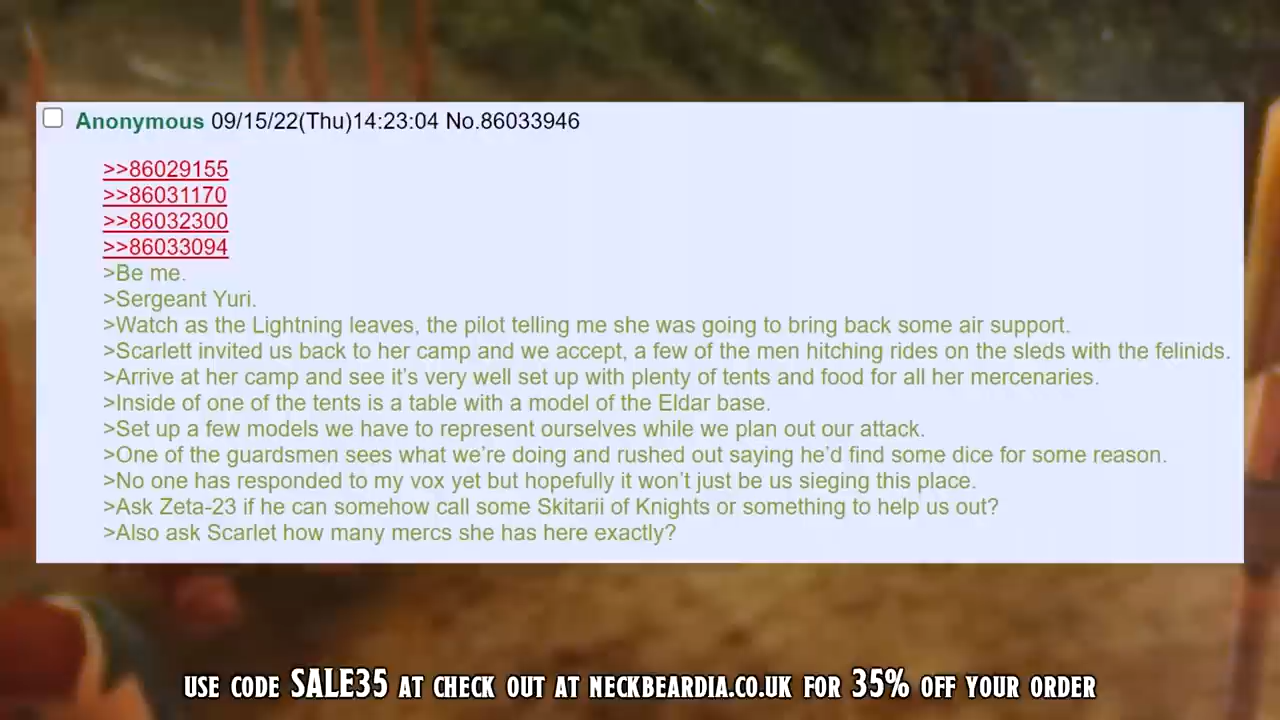 Anonymous 09/15/22(Thu)14:23:04 No.86033946
>>86029155
>>86031170
>>86032300
>>86033094
>Be me.
>Sergeant Yuri.
>Watch as the Lightning leaves, the pilot telling me she was going to bring back some air support.
>Scarlett invited us back to her camp and we accept, a few of the men hitching rides on the sleds with the felinids.
>Arrive at her camp and see it's very well set up with plenty of tents and food for all her mercenaries.
>Inside of one of the tents is a table with a model of the Eldar base.
>Set up a few models we have to represent ourselves while we plan out our attack.
>One of the guardsmen sees what we're doing and rushed out saying he'd find some dice for some reason.
>No one has responded to my vox yet but hopefully it won't just be us sieging this place.
>Ask Zeta-23 if he can somehow call some Skitarii of Knights or something to help us out?
>Also ask Scarlet how many mercs she has here exactly?
USE CODE SALE35 AT CHECK OUT AT NECKBEARDIA.CO.UK FOR 35% OFF YOUR ORDER